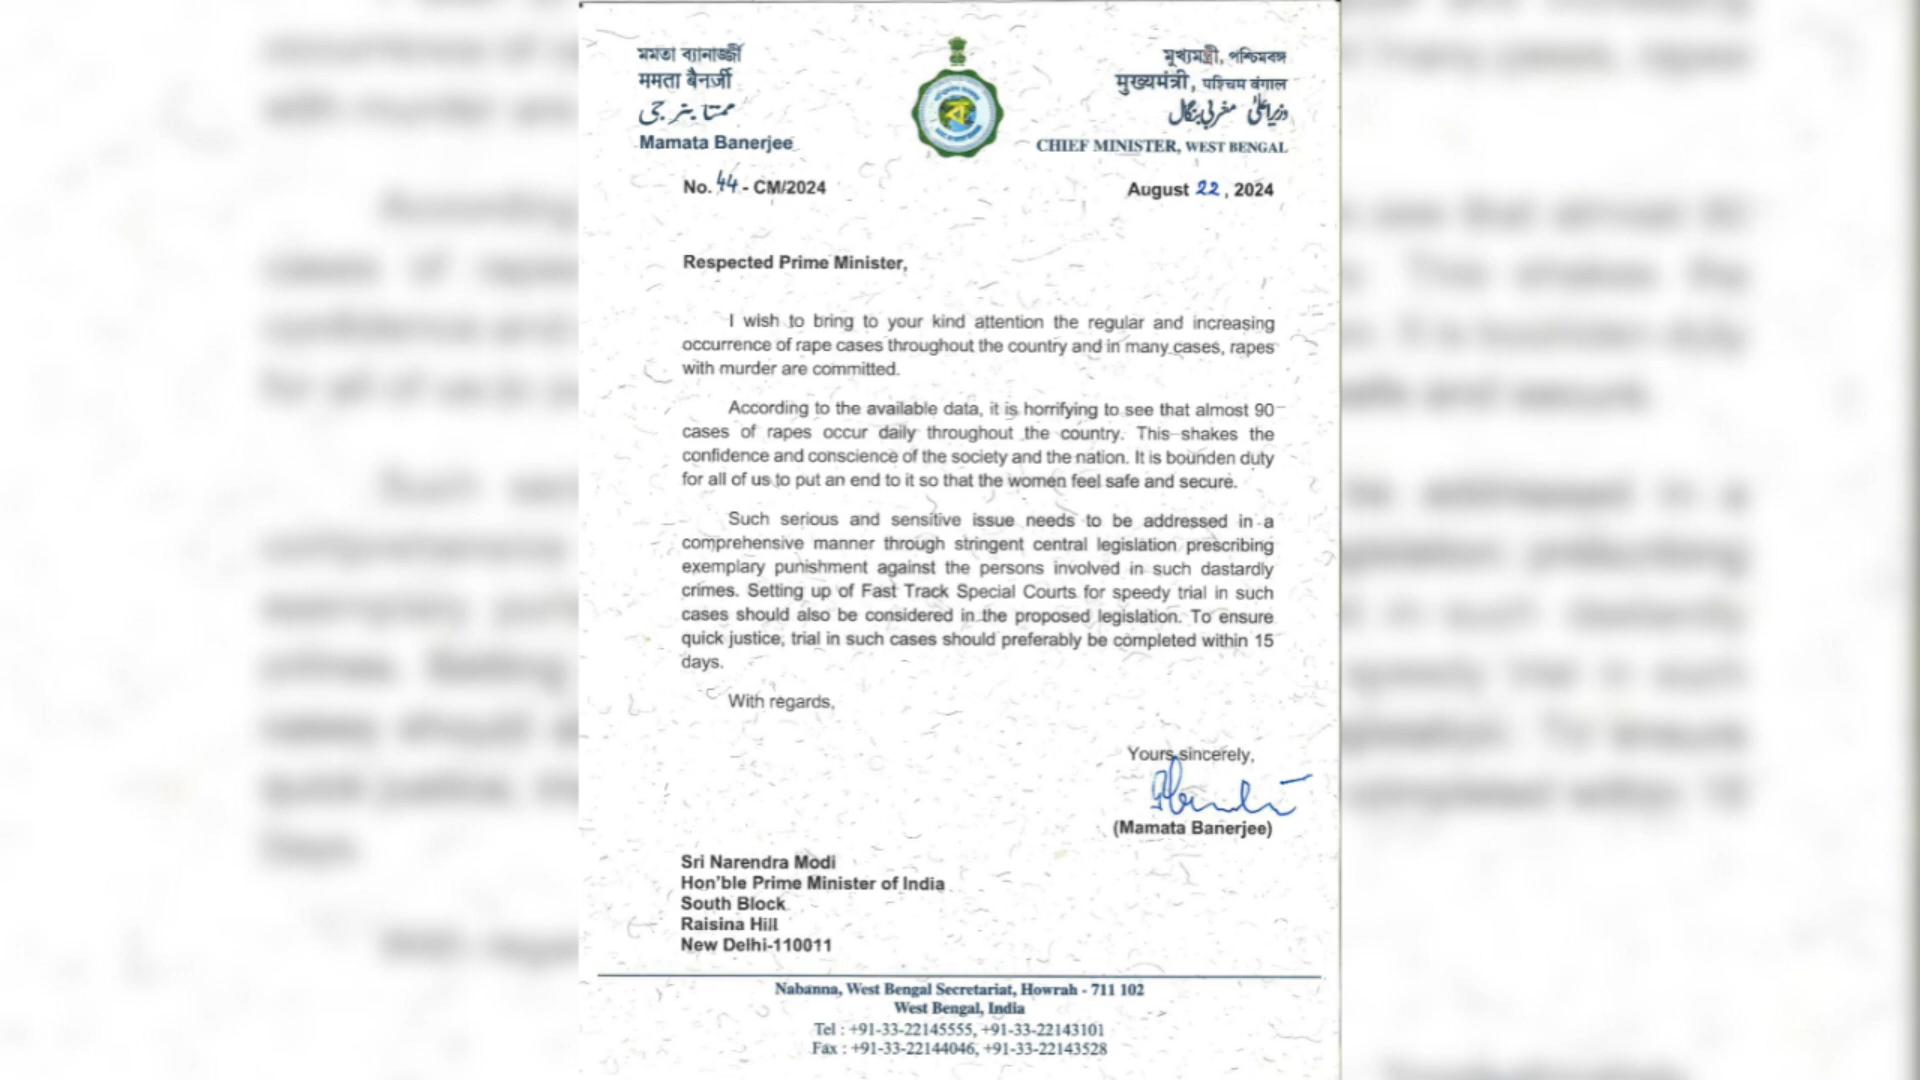 মমতা ব্যানার্জী
ममता बैनर्जी
ممتا بنرجی
Mamata Banerjee
মুখ্যমন্ত্রী, পশ্চিমবঙ্গ
मुख्यमंत्री, पश्चिम बंगाल
وزیراعلیٰ مغربی بنگال
CHIEF MINISTER, WEST BENGAL
No. 44 - CM/2024
August 22, 2024
Respected Prime Minister,
I wish to bring to your kind attention the regular and increasing
occurrence of rape cases throughout the country and in many cases, rapes
with murder are committed.
According to the available data, it is horrifying to see that almost 90
cases of rapes occur daily throughout the country. This shakes the
confidence and conscience of the society and the nation. It is bounden duty
for all of us to put an end to it so that the women feel safe and secure.
Such serious and sensitive issue needs to be addressed in a
comprehensive manner through stringent central legislation prescribing
exemplary punishment against the persons involved in such dastardly
crimes. Setting up of Fast Track Special Courts for speedy trial in such
cases should also be considered in the proposed legislation. To ensure
quick justice, trial in such cases should preferably be completed within 15
days.
With regards,
Yours sincerely,
(Mamata Banerjee)
Sri Narendra Modi
Hon'ble Prime Minister of India
South Block
Raisina Hill
New Delhi-110011
Nabanna, West Bengal Secretariat, Howrah - 711 102
West Bengal, India
Tel : +91-33-22145555, +91-33-22143101
Fax : +91-33-22144046, +91-33-22143528